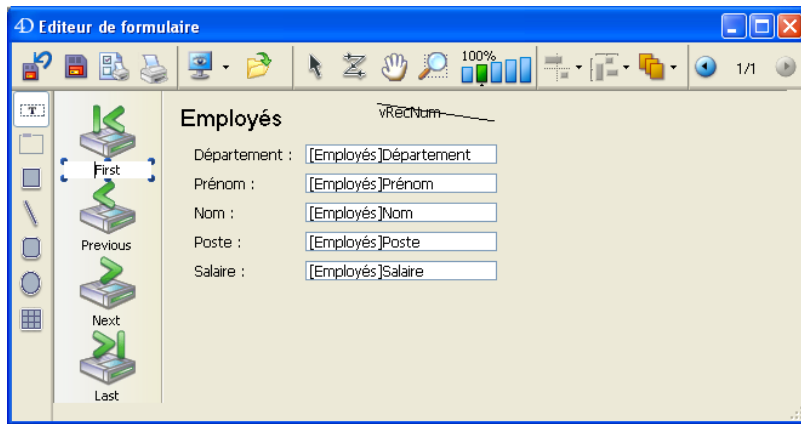 4D Editeur de formulaire
100%
1/1
T
Employés
vRecNum
First
Département : [Employés]Département
Prénom : [Employés]Prénom
Nom : [Employés]Nom
Previous
Poste : [Employés]Poste
Salaire : [Employés]Salaire
Next
Last